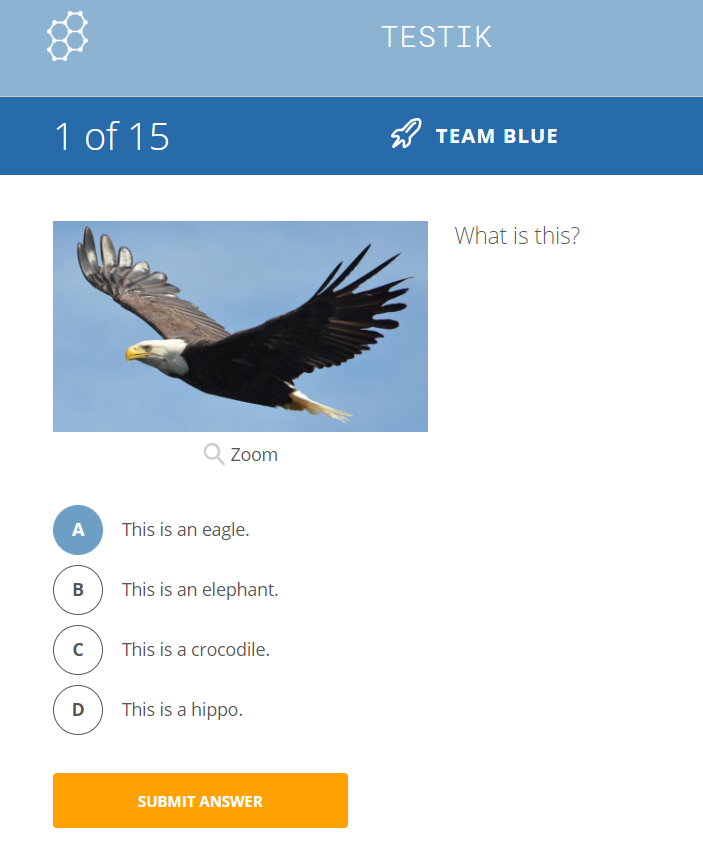 TESTIK
1 of 15
TEAM BLUE
What is this?
Zoom
A This is an eagle.
B This is an elephant.
C This is a crocodile.
D This is a hippo.
SUBMIT ANSWER